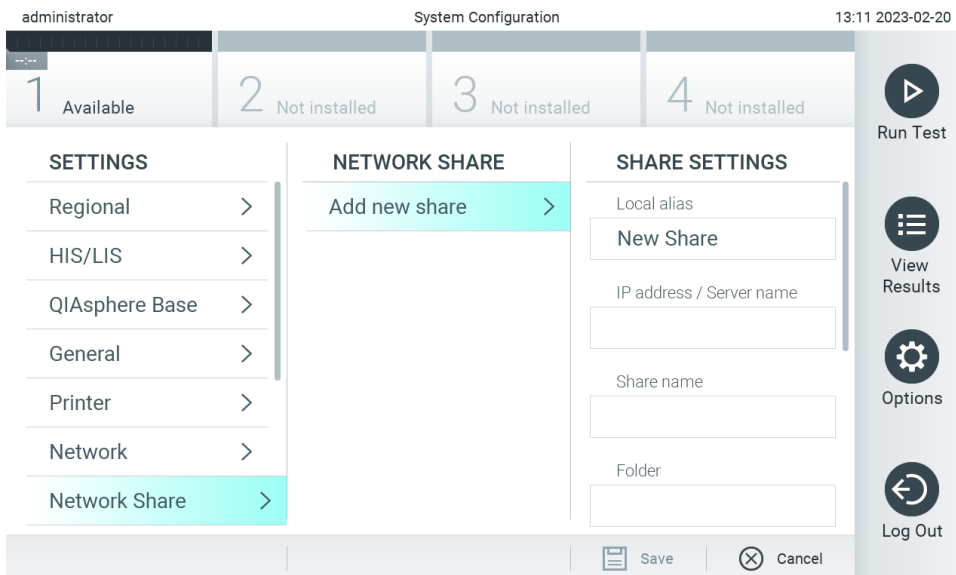 administrator
System Configuration
13:11 2023-02-20
--:--
1 Available
2 Not installed
3 Not installed
4 Not installed
Run Test
SETTINGS
Regional
HIS/LIS
QIAsphere Base
General
Printer
Network
Network Share
NETWORK SHARE
Add new share
SHARE SETTINGS
Local alias
New Share
IP address / Server name
Share name
Folder
View
Results
Options
Log Out
Save
Cancel